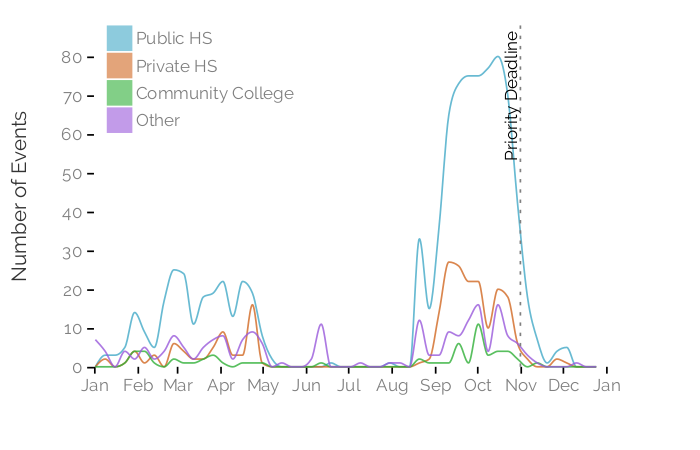 Public HS
Private HS
Community College
Other
Priority Deadline
Number of Events
80
70
60
50
40
30
20
10
0
Jan Feb Mar Apr May Jun Jul Aug Sep Oct Nov Dec Jan